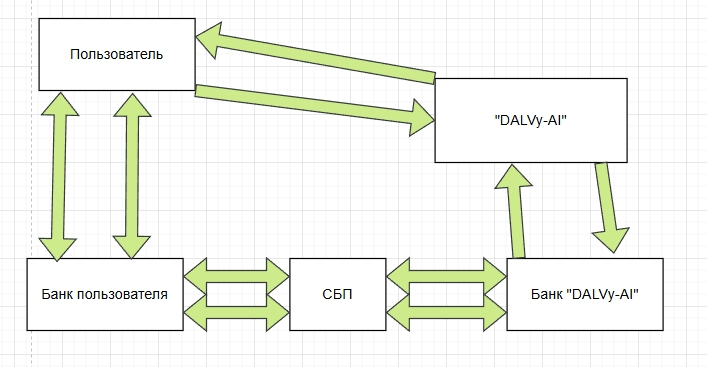 Пользователь
"DALVy-AI"
Банк пользователя
СБП
Банк "DALVy-AI"